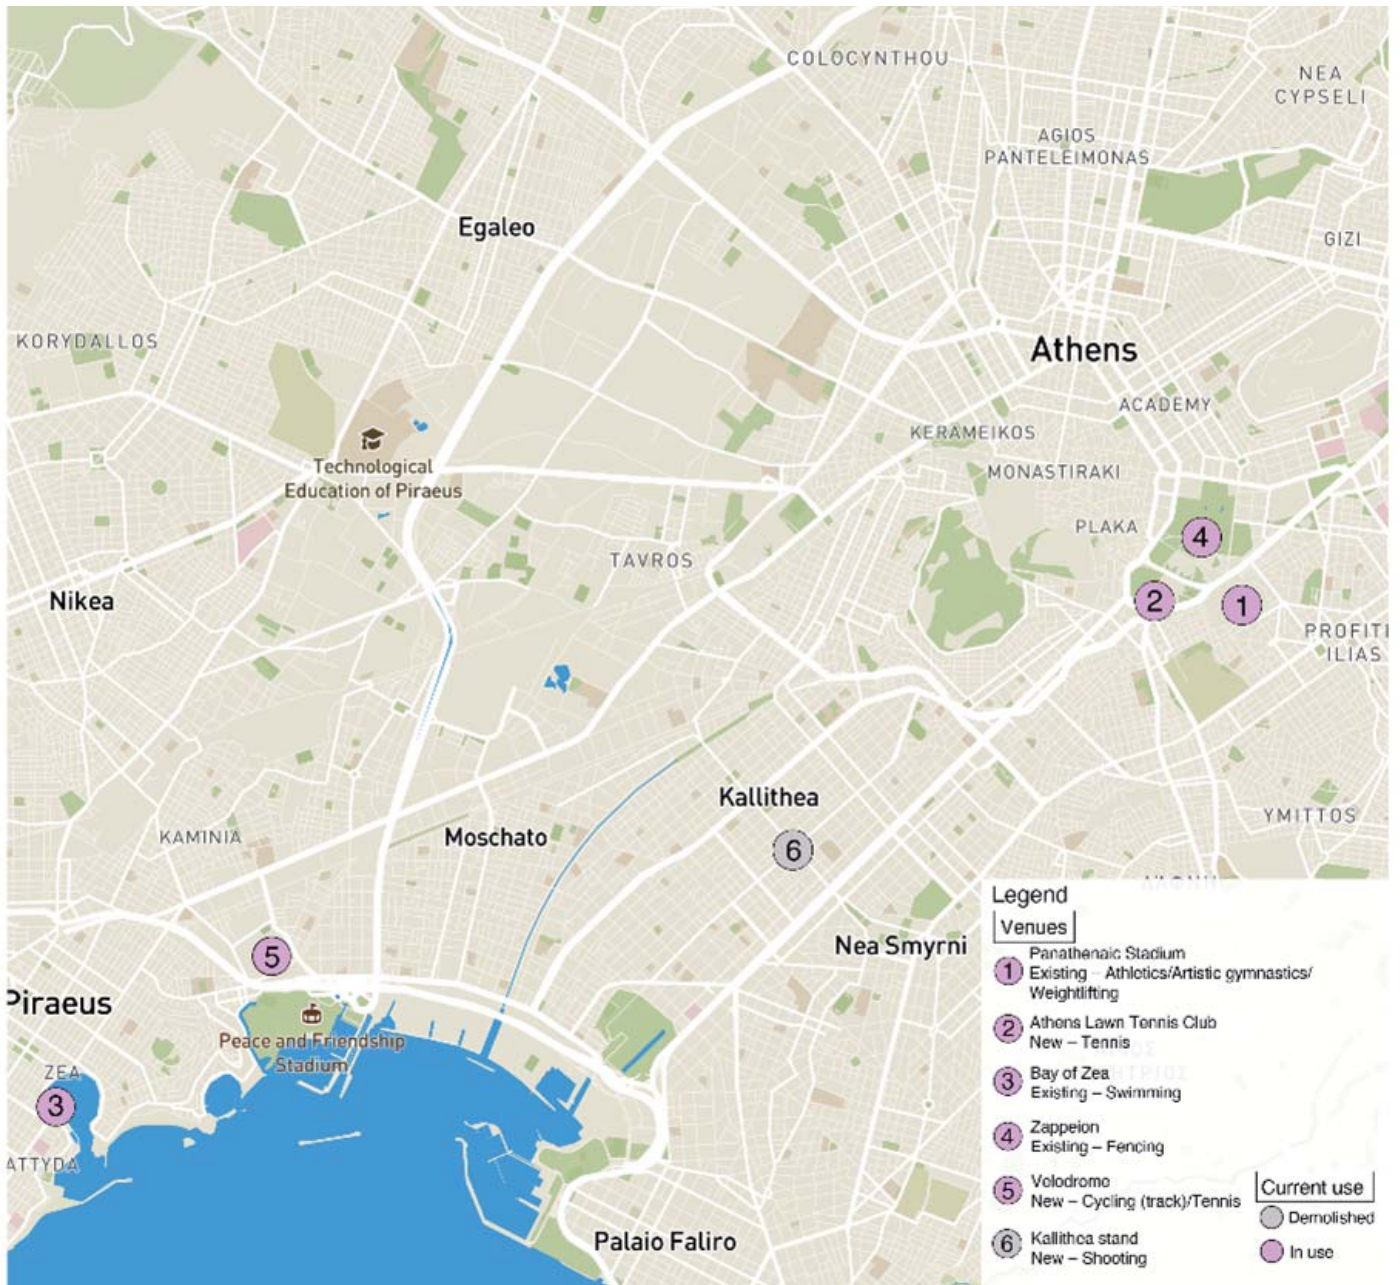 COLOCYNTHOU
NEA
CYPSELI
AGIOS
PANTELEIMONAS
Egaleo
GIZI
KORYDALLOS
Athens
ACADEMY
KERAMEIKOS
MONASTIRAKI
Technological
Education of Piraeus
PLAKA
4
TAVROS
Nikea
2
1
PROFITI
ILIAS
Kallithea
YMITTOS
KAMINIA
Moschato
6
Nea Smyrni
5
Piraeus
Peace and Friendship
Stadium
ZEA
3
ATTYDA
Palaio Faliro
Legend
Venues
1 Panathenaic Stadium
Existing – Athletics/Artistic gymnastics/
Weightlifting
2 Athens Lawn Tennis Club
New – Tennis
3 Bay of Zea
Existing – Swimming
4 Zappeion
Existing – Fencing
5 Velodrome
New – Cycling (track)/Tennis
6 Kallithea stand
New – Shooting
Current use
Demolished
In use